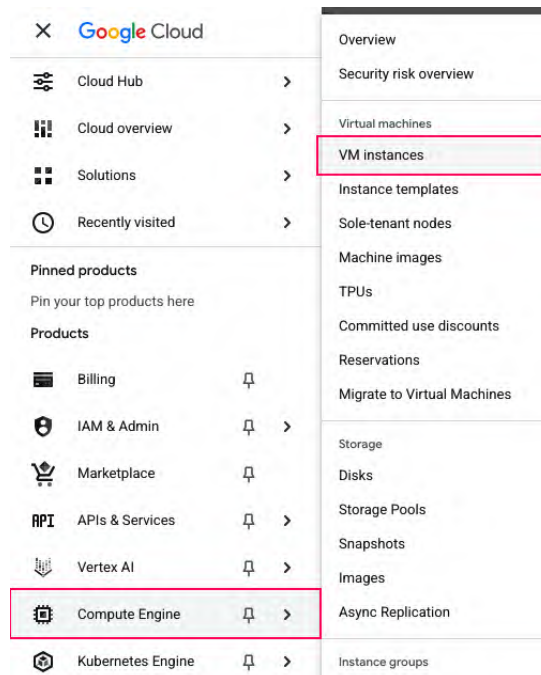 Google Cloud
Cloud Hub
Cloud overview
Solutions
Recently visited
Pinned products
Pin your top products here
Products
Billing
IAM & Admin
Marketplace
API APIs & Services
Vertex AI
Compute Engine
Kubernetes Engine
Overview
Security risk overview
Virtual machines
VM instances
Instance templates
Sole-tenant nodes
Machine images
TPUs
Committed use discounts
Reservations
Migrate to Virtual Machines
Storage
Disks
Storage Pools
Snapshots
Images
Async Replication
Instance groups